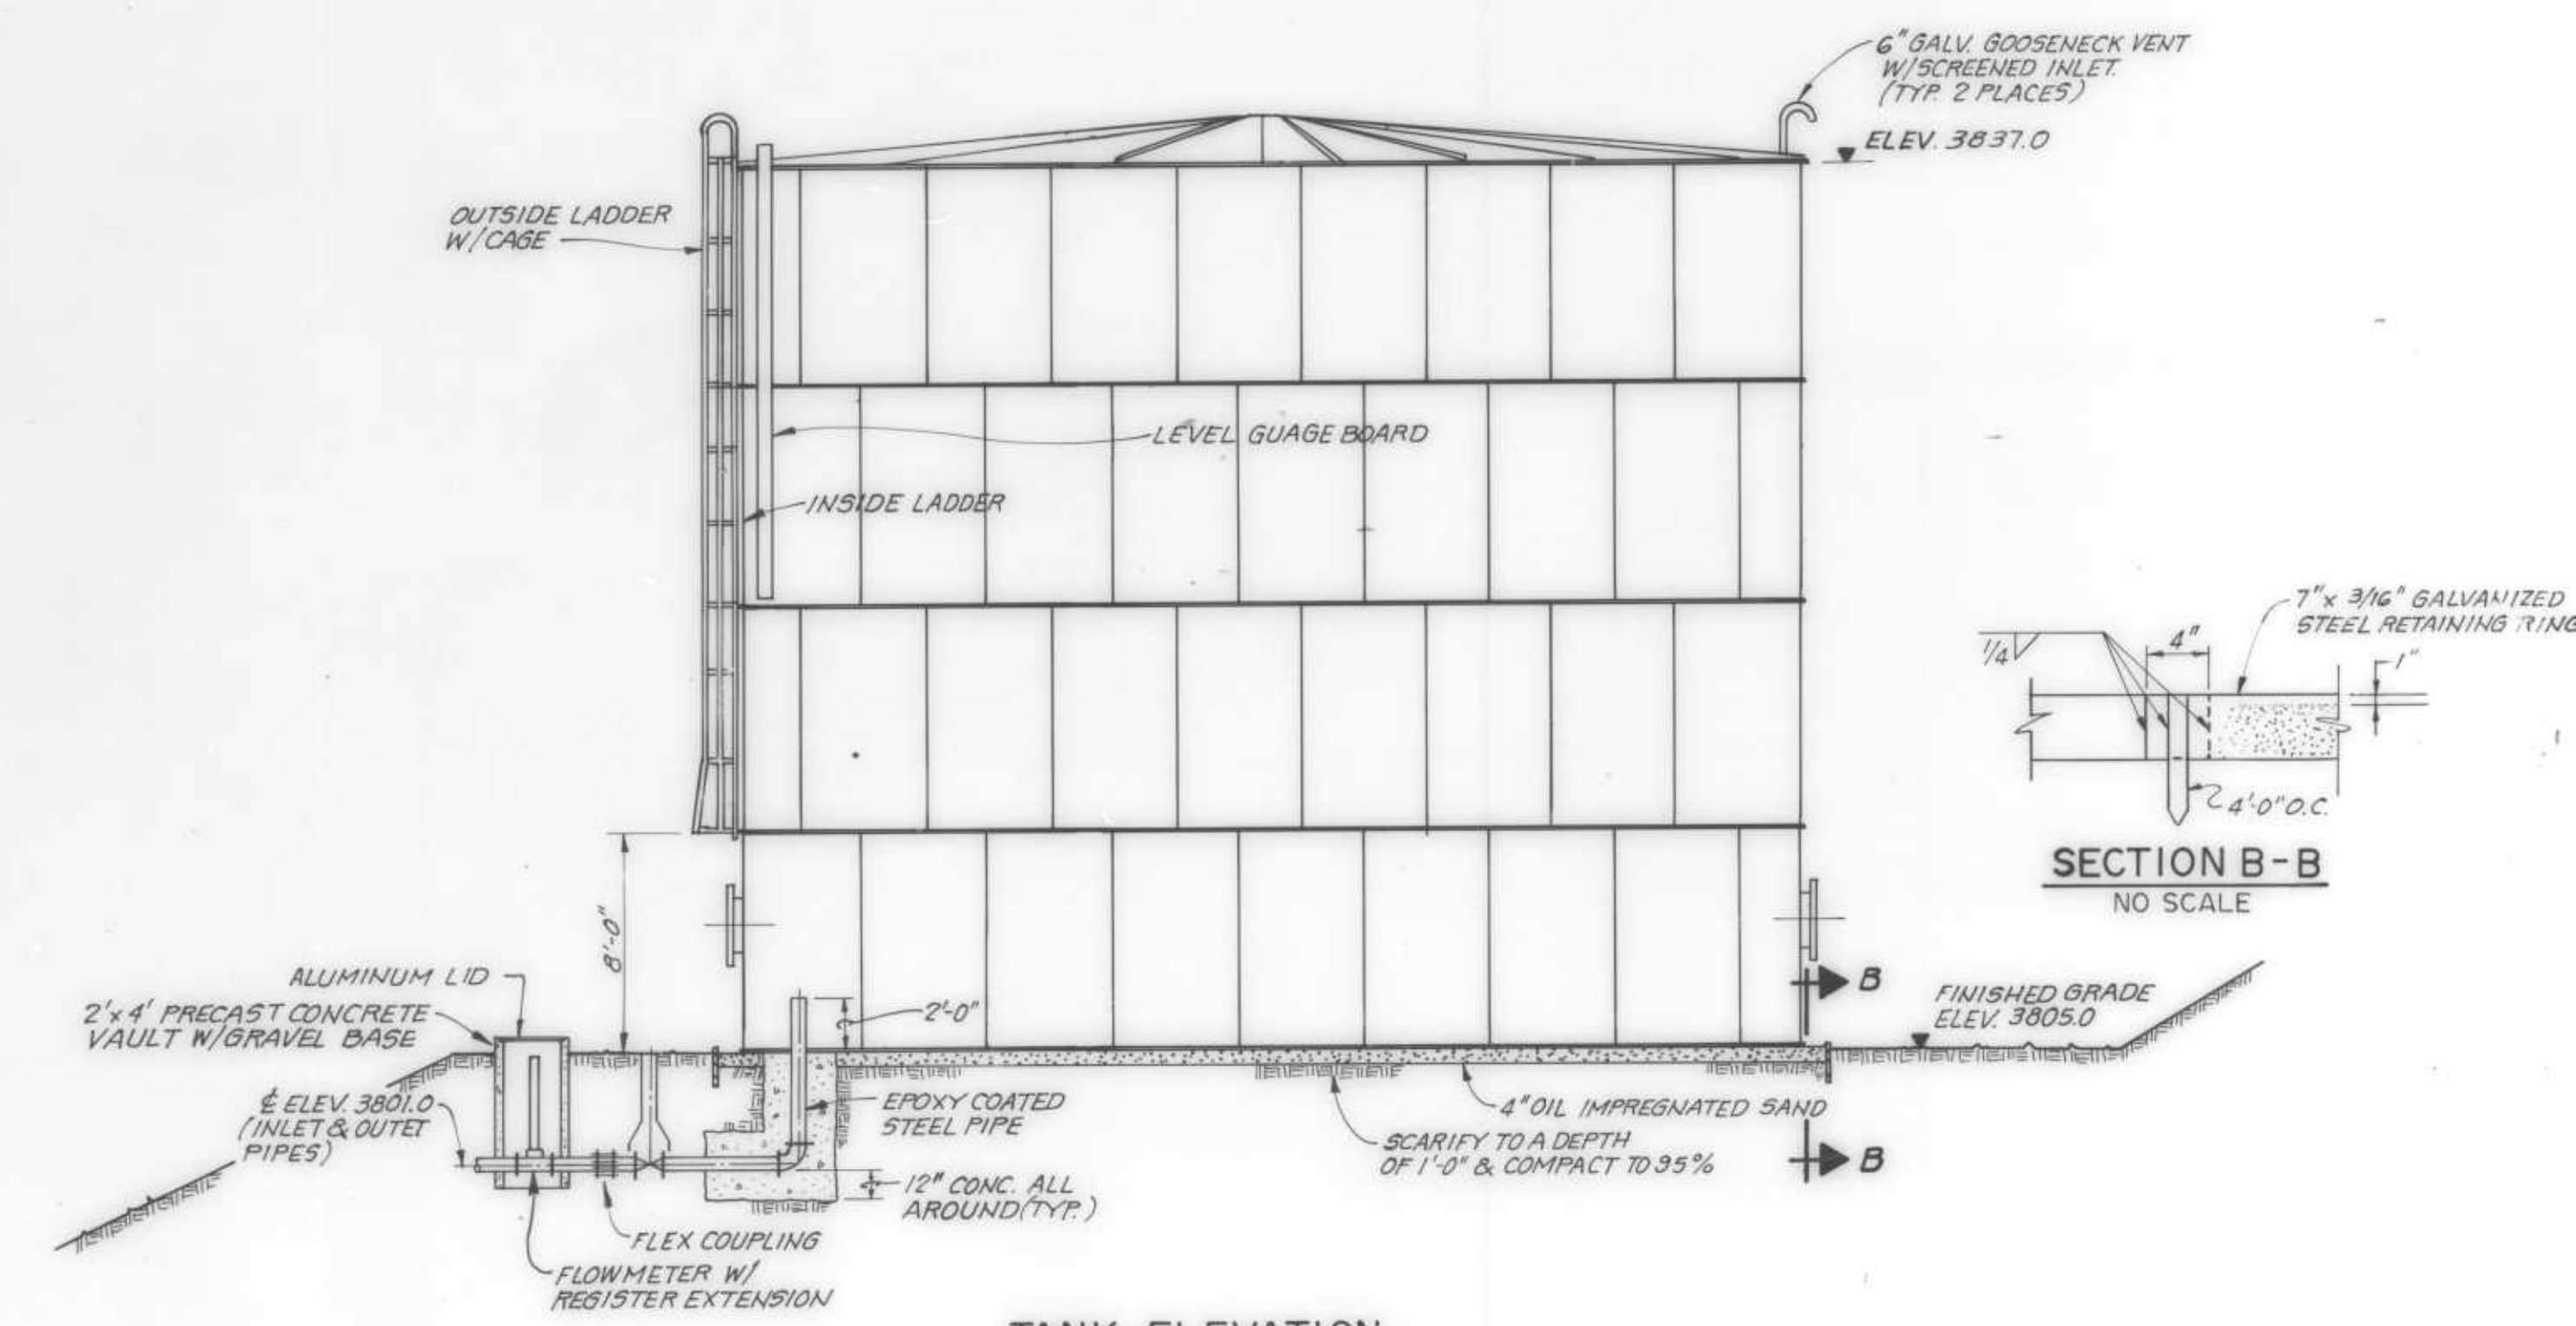 6" GALV. GOOSENECK VENT
W/SCREENED INLET.
(TYP. 2 PLACES)
ELEV. 3837.0
OUTSIDE LADDER
W/CAGE
LEVEL GUAGE BOARD
INSIDE LADDER
7" x 3/16" GALVANIZED
STEEL RETAINING RING
1/4
4"
1"
4'-0" O.C.
SECTION B-B
NO SCALE
8'-0"
ALUMINUM LID
2'x4' PRECAST CONCRETE
VAULT W/GRAVEL BASE
2'-0"
B
FINISHED GRADE
ELEV. 3805.0
℄ ELEV. 3801.0
(INLET & OUTET
PIPES)
EPOXY COATED
STEEL PIPE
4" OIL IMPREGNATED SAND
SCARIFY TO A DEPTH
OF 1'-0" & COMPACT TO 95%
B
12" CONC. ALL
AROUND (TYP.)
FLEX COUPLING
FLOWMETER W/
REGISTER EXTENSION
TANK ELEVATION